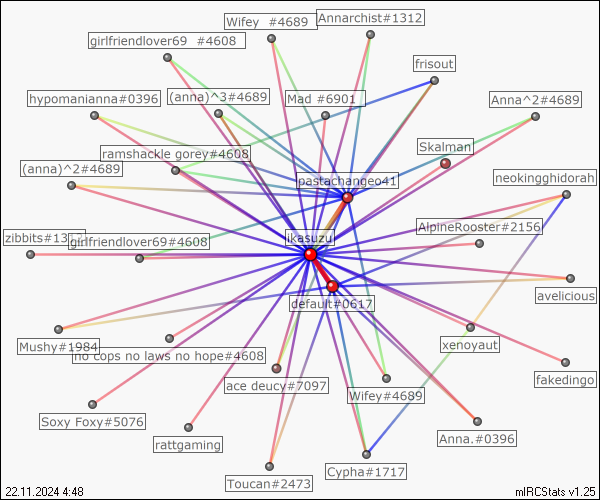 Wifey #4689
Annarchist#1312
girlfriendlover69 #4608
frisout
hypomanianna#0396
(anna)^3#4689
Mad #6901
Anna^2#4689
Skalman
ramshackle gorey#4608
(anna)^2#4689
pastachangeo41
neokingghidorah
AlpineRooster#2156
zibbits#1312
girlfriendlover69#4608
ikasuzu
avelicious
default#0617
Mushy#1984
no cops no laws no hope#4608
xenoyaut
ace deucy#7097
Wifey#4689
fakedingo
Soxy Foxy#5076
rattgaming
Anna.#0396
Toucan#2473
Cypha#1717
22.11.2024 4:48
mIRCStats v1.25